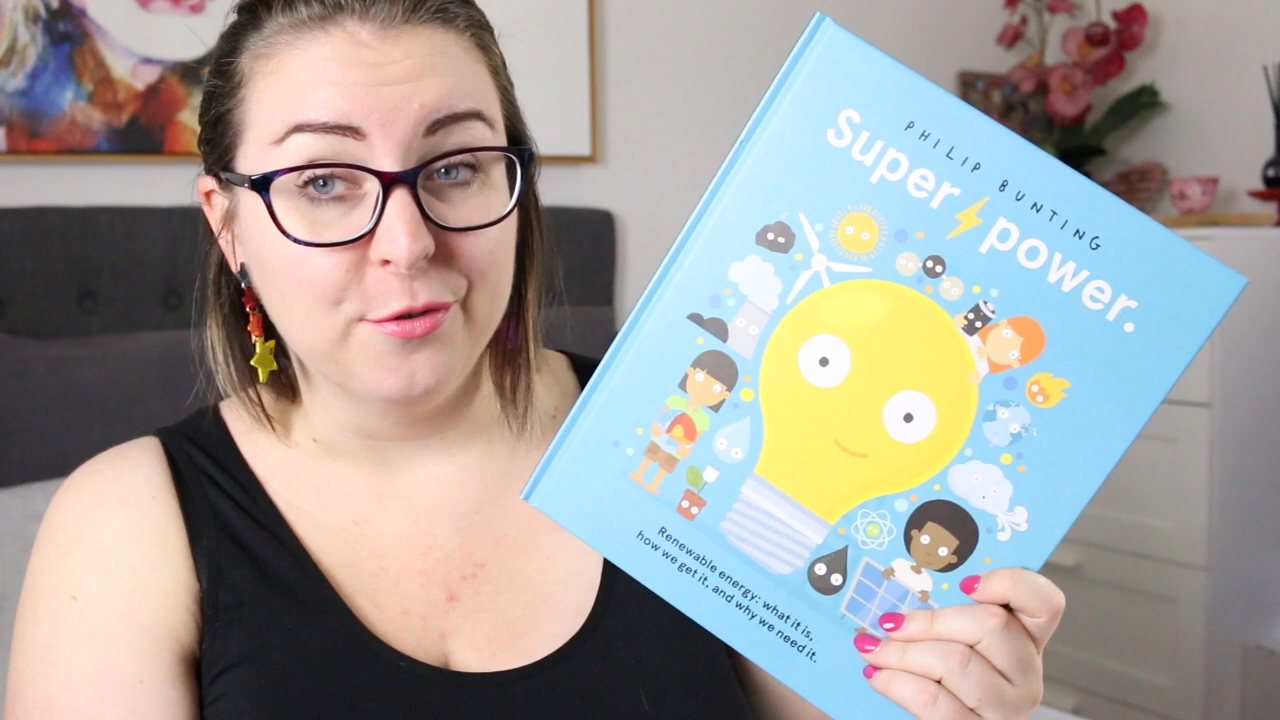 PHILIP BUNTING
Super power.
Renewable energy: what it is,
how we get it, and why we need it.